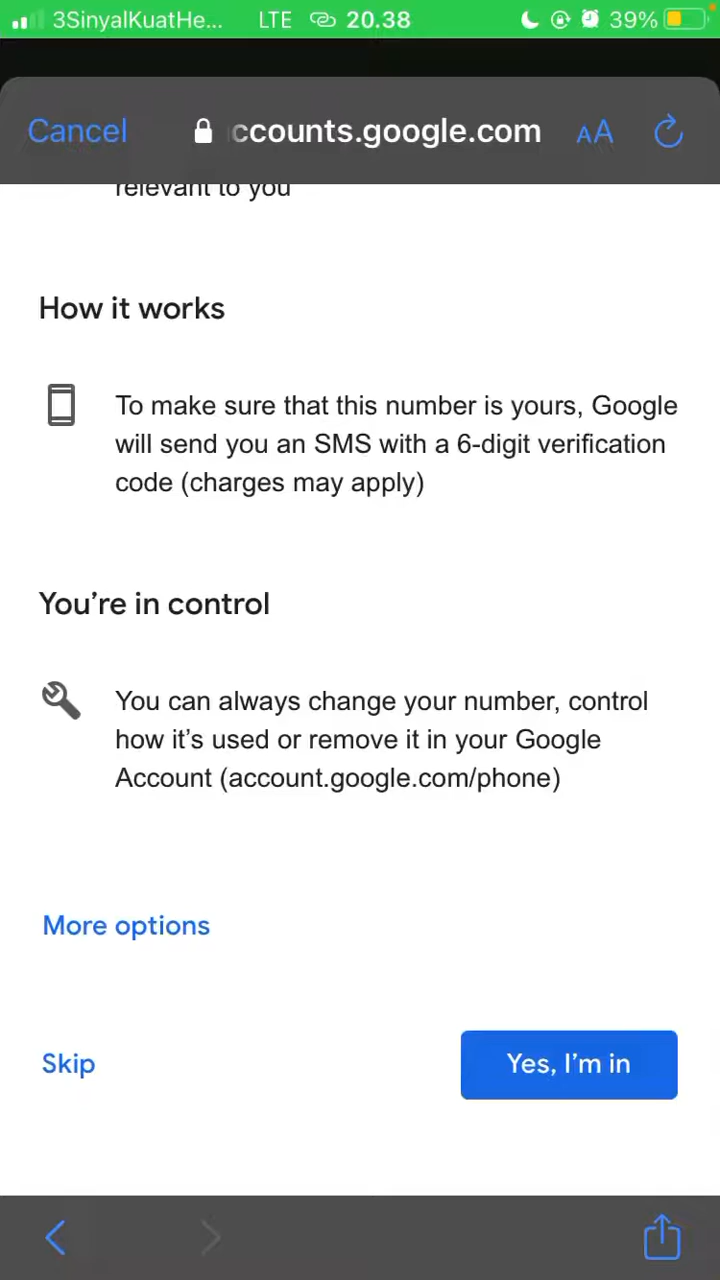 3SinyalKuatHe... LTE 20.38 39%
Cancel ccounts.google.com AA
relevant to you
How it works
To make sure that this number is yours, Google
will send you an SMS with a 6-digit verification
code (charges may apply)
You’re in control
You can always change your number, control
how it’s used or remove it in your Google
Account (account.google.com/phone)
More options
Skip Yes, I’m in